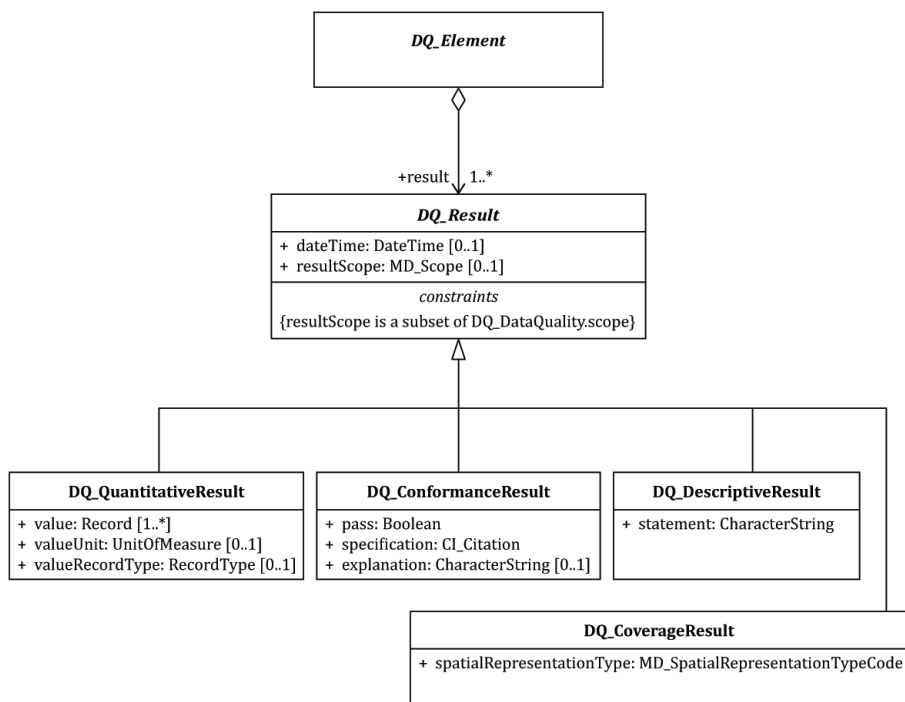 DQ_Element
+result 1..*
DQ_Result
+ dateTime: DateTime [0..1]
+ resultScope: MD_Scope [0..1]
constraints
{resultScope is a subset of DQ_DataQuality.scope}
DQ_QuantitativeResult
+ value: Record [1..*]
+ valueUnit: UnitOfMeasure [0..1]
+ valueRecordType: RecordType [0..1]
DQ_ConformanceResult
+ pass: Boolean
+ specification: CI_Citation
+ explanation: CharacterString [0..1]
DQ_DescriptiveResult
+ statement: CharacterString
DQ_CoverageResult
+ spatialRepresentationType: MD_SpatialRepresentationTypeCode